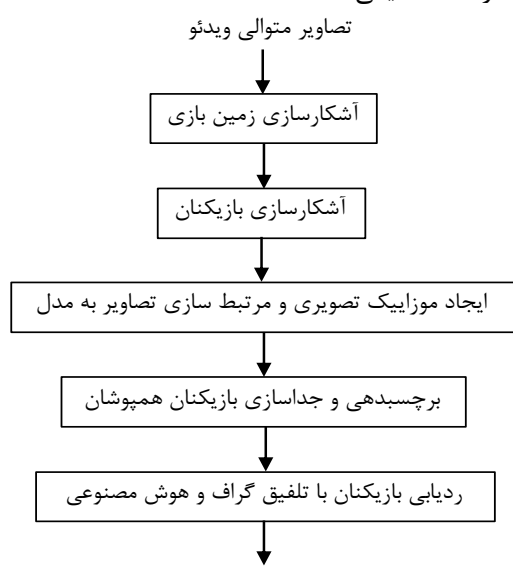 تصاویر متوالی ویدئو
آشکارسازی زمین بازی
آشکارسازی بازیکنان
ایجاد موزاییک تصویری و مرتبط سازی تصاویر به مدل
برچسبدهی و جداسازی بازیکنان همپوشان
ردیابی بازیکنان با تلفیق گراف و هوش مصنوعی